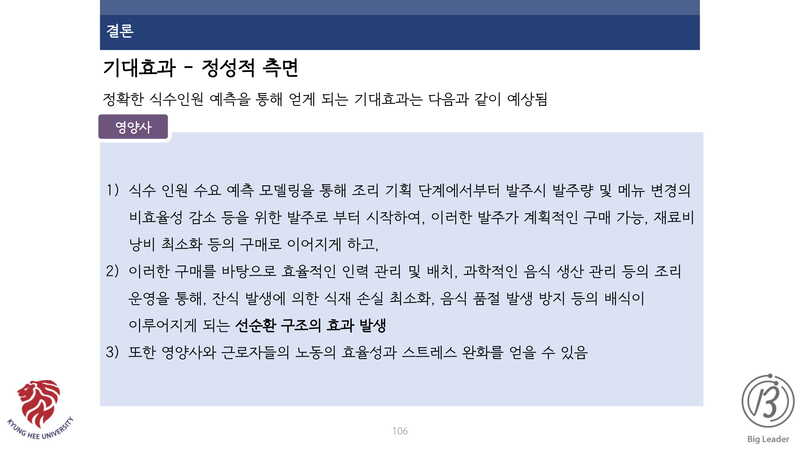 결론
기대효과 - 정성적 측면
정확한 식수인원 예측을 통해 얻게 되는 기대효과는 다음과 같이 예상됨
영양사
1) 식수 인원 수요 예측 모델링을 통해 조리 기획 단계에서부터 발주시 발주량 및 메뉴 변경의
비효율성 감소 등을 위한 발주로 부터 시작하여, 이러한 발주가 계획적인 구매 가능, 재료비
낭비 최소화 등의 구매로 이어지게 하고,
2) 이러한 구매를 바탕으로 효율적인 인력 관리 및 배치, 과학적인 음식 생산 관리 등의 조리
운영을 통해, 잔식 발생에 의한 식재 손실 최소화, 음식 품절 발생 방지 등의 배식이
이루어지게 되는 선순환 구조의 효과 발생
3) 또한 영양사와 근로자들의 노동의 효율성과 스트레스 완화를 얻을 수 있음
KYUNG HEE UNIVERSITY
106
Big Leader